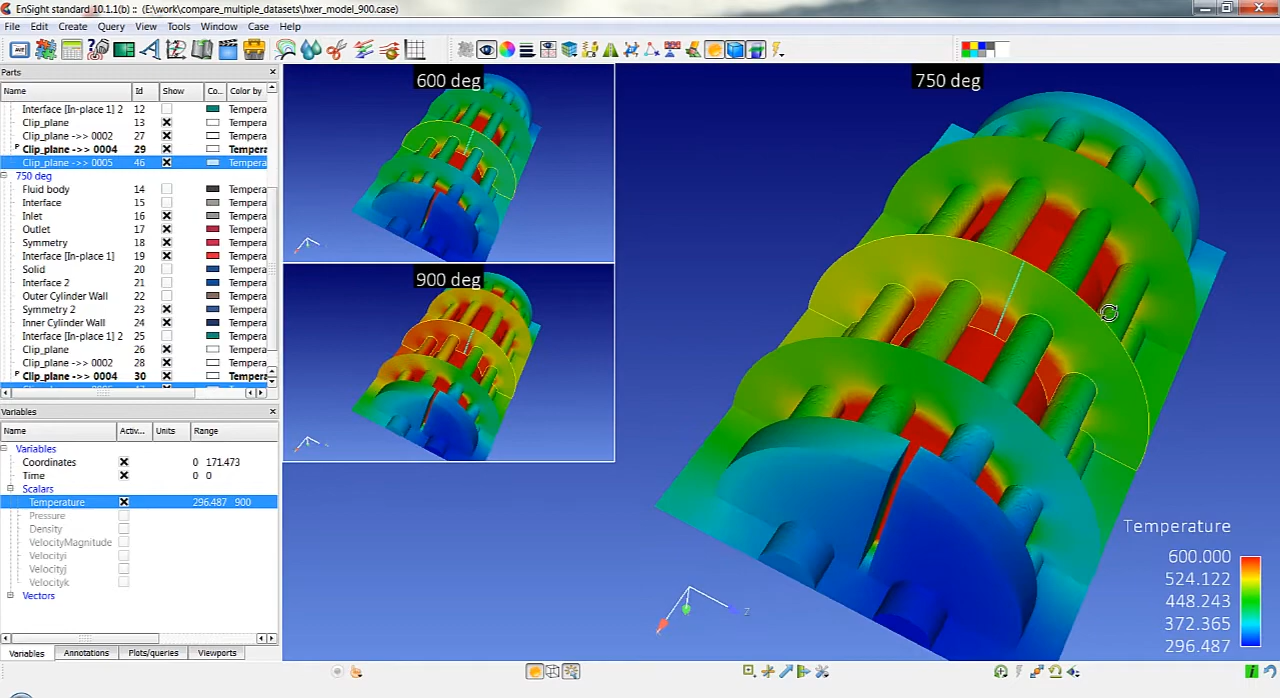 EnSight standard 10.1.1(b) :: (E:\work\compare_multiple_datasets\hxer_model_900.case)
File Edit Create Query View Tools Window Case Help
Parts
Name Id Show Co... Color by
Interface [In-place 1] 2 12 Tempera
Clip_plane 13 Tempera
Clip_plane ->> 0002 27 Tempera
P Clip_plane ->> 0004 29 Tempera
Clip_plane ->> 0005 46 Tempera
750 deg
Fluid body 14 Tempera
Interface 15 Tempera
Inlet 16 Tempera
Outlet 17 Tempera
Symmetry 18 Tempera
Interface [In-place 1] 19 Tempera
Solid 20 Tempera
Interface 2 21 Tempera
Outer Cylinder Wall 22 Tempera
Symmetry 2 23 Tempera
Inner Cylinder Wall 24 Tempera
Interface [In-place 1] 2 25 Tempera
Clip_plane 26 Tempera
Clip_plane ->> 0002 28 Tempera
P Clip_plane ->> 0004 30 Tempera
Variables
Name Activ... Units Range
Variables
Coordinates 0 171.473
Time 0 0
Scalars
Temperature 296.487 900
Pressure
Density
VelocityMagnitude
Velocityi
Velocityj
Velocityk
Vectors
Variables Annotations Plots/queries Viewports
600 deg
900 deg
750 deg
Temperature
600.000
524.122
448.243
372.365
296.487
Z